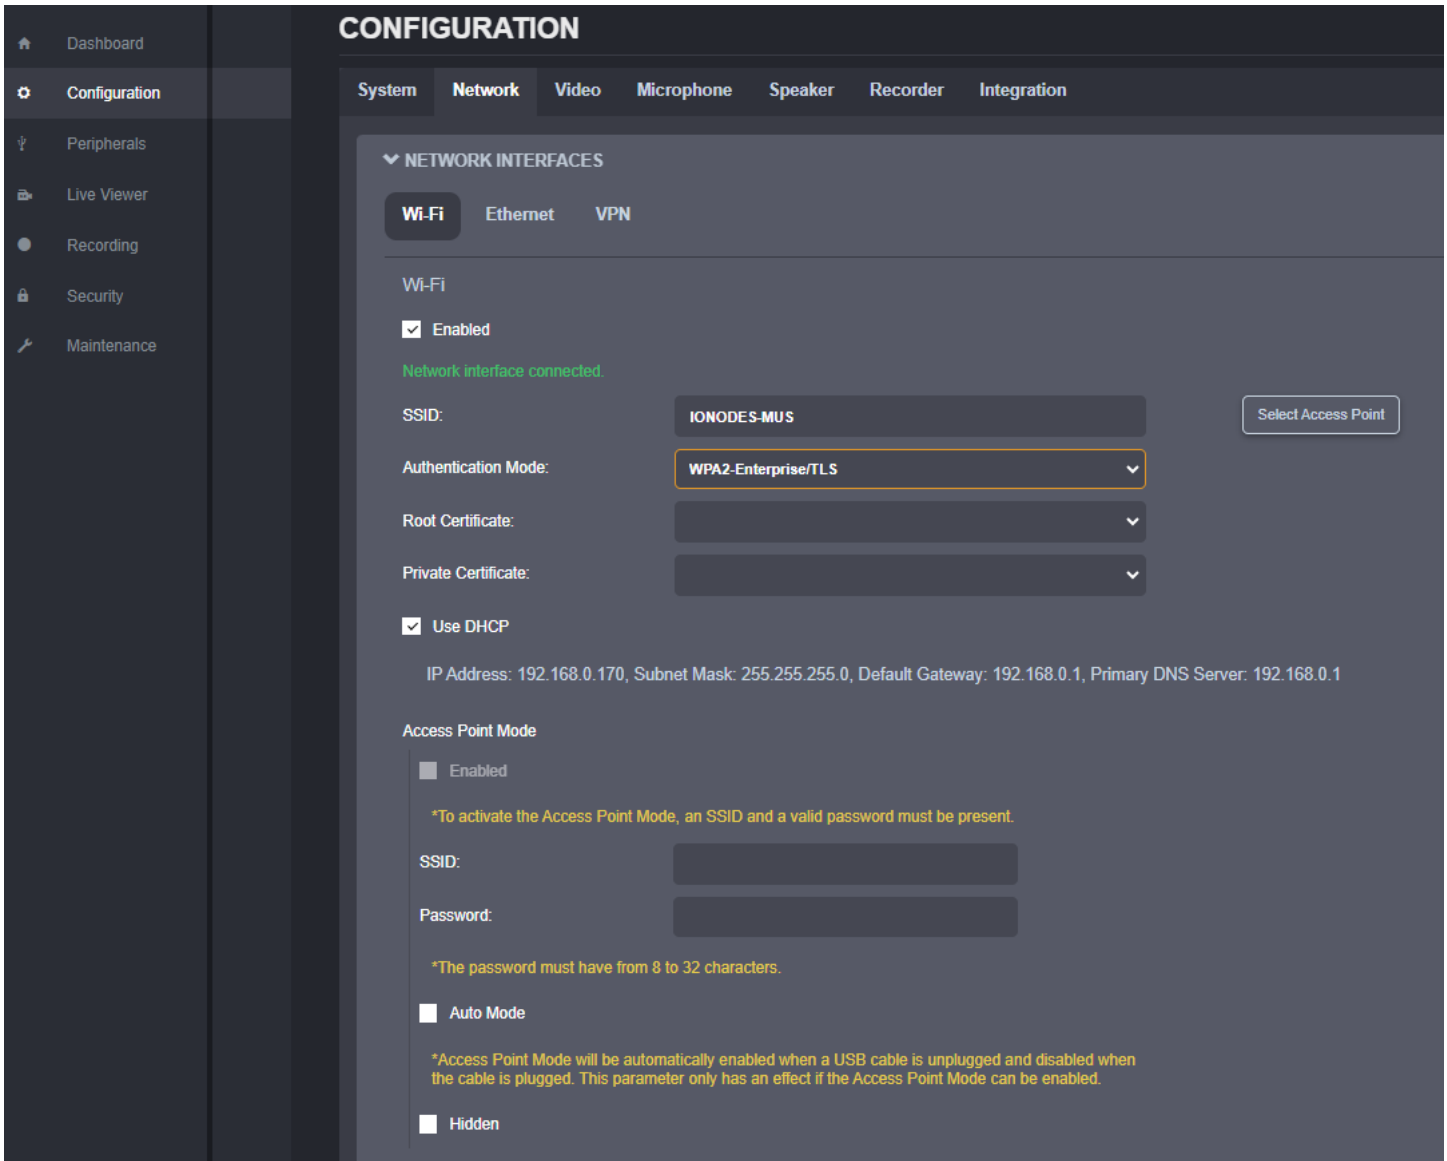 CONFIGURATION
Dashboard
Configuration
Peripherals
Live Viewer
Recording
Security
Maintenance
System Network Video Microphone Speaker Recorder Integration
NETWORK INTERFACES
Wi-Fi Ethernet VPN
Wi-Fi
Enabled
Network interface connected.
SSID: IONODES-MUS Select Access Point
Authentication Mode: WPA2-Enterprise/TLS
Root Certificate:
Private Certificate:
Use DHCP
IP Address: 192.168.0.170, Subnet Mask: 255.255.255.0, Default Gateway: 192.168.0.1, Primary DNS Server: 192.168.0.1
Access Point Mode
Enabled
*To activate the Access Point Mode, an SSID and a valid password must be present.
SSID:
Password:
*The password must have from 8 to 32 characters.
Auto Mode
*Access Point Mode will be automatically enabled when a USB cable is unplugged and disabled when
the cable is plugged. This parameter only has an effect if the Access Point Mode can be enabled.
Hidden